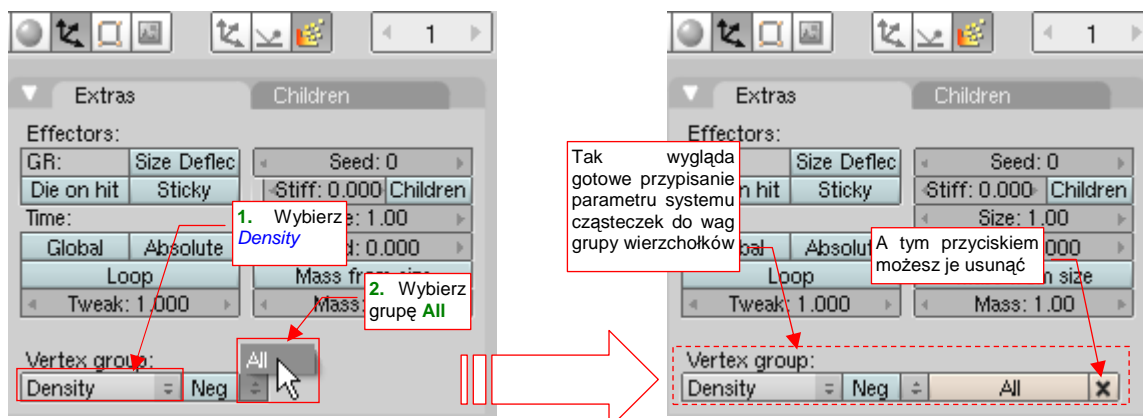 1
Extras Children
Effectors:
GR: Size Deflec Seed: 0
Die on hit Sticky Stiff: 0.000 Children
Time: e: 1.00
Global Absolute d: 0.000
Loop Mass from size
Tweak: 1.000 Mass:
1. Wybierz
Density
2. Wybierz
grupę All
Vertex group:
Density Neg All
1
Extras Children
Effectors:
Size Deflec Seed: 0
n hit Sticky Stiff: 0.000 Children
Size: 1.00
bal Absolut 000
Loop n size
Tweak: 1.000 Mass: 1.00
Tak wygląda
gotowe przypisanie
parametru systemu
cząsteczek do wag
grupy wierzchołków
A tym przyciskiem
możesz je usunąć
Vertex group:
Density Neg All